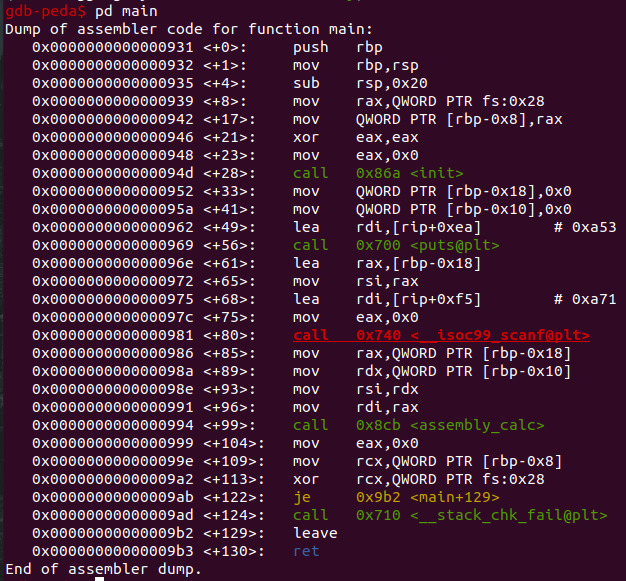 gdb-peda$ pd main
Dump of assembler code for function main:
0x0000000000000931 <+0>: push rbp
0x0000000000000932 <+1>: mov rbp,rsp
0x0000000000000935 <+4>: sub rsp,0x20
0x0000000000000939 <+8>: mov rax,QWORD PTR fs:0x28
0x0000000000000942 <+17>: mov QWORD PTR [rbp-0x8],rax
0x0000000000000946 <+21>: xor eax,eax
0x0000000000000948 <+23>: mov eax,0x0
0x000000000000094d <+28>: call 0x86a <init>
0x0000000000000952 <+33>: mov QWORD PTR [rbp-0x18],0x0
0x000000000000095a <+41>: mov QWORD PTR [rbp-0x10],0x0
0x0000000000000962 <+49>: lea rdi,[rip+0xea] # 0xa53
0x0000000000000969 <+56>: call 0x700 <puts@plt>
0x000000000000096e <+61>: lea rax,[rbp-0x18]
0x0000000000000972 <+65>: mov rsi,rax
0x0000000000000975 <+68>: lea rdi,[rip+0xf5] # 0xa71
0x000000000000097c <+75>: mov eax,0x0
0x0000000000000981 <+80>: call 0x740 <__isoc99_scanf@plt>
0x0000000000000986 <+85>: mov rax,QWORD PTR [rbp-0x18]
0x000000000000098a <+89>: mov rdx,QWORD PTR [rbp-0x10]
0x000000000000098e <+93>: mov rsi,rdx
0x0000000000000991 <+96>: mov rdi,rax
0x0000000000000994 <+99>: call 0x8cb <assembly_calc>
0x0000000000000999 <+104>: mov eax,0x0
0x000000000000099e <+109>: mov rcx,QWORD PTR [rbp-0x8]
0x00000000000009a2 <+113>: xor rcx,QWORD PTR fs:0x28
0x00000000000009ab <+122>: je 0x9b2 <main+129>
0x00000000000009ad <+124>: call 0x710 <__stack_chk_fail@plt>
0x00000000000009b2 <+129>: leave
0x00000000000009b3 <+130>: ret
End of assembler dump.